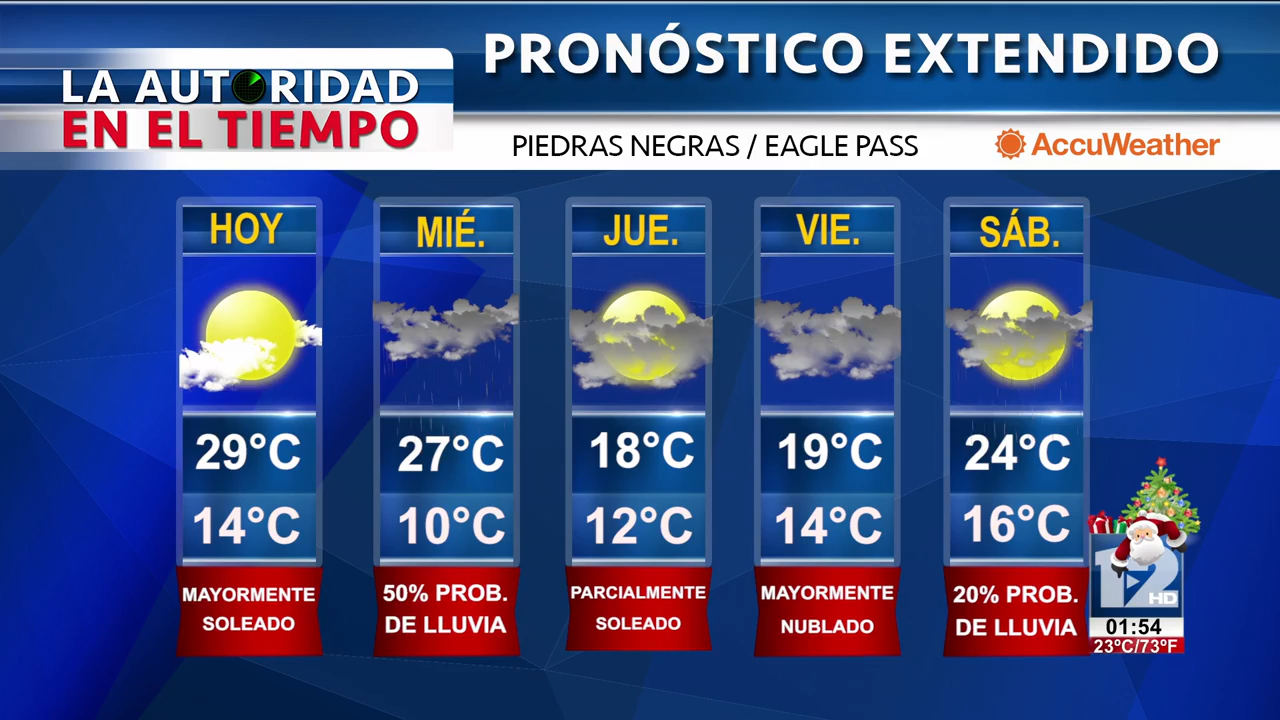 LA AUTORIDAD
EN EL TIEMPO
PRONÓSTICO EXTENDIDO
PIEDRAS NEGRAS / EAGLE PASS
AccuWeather
HOY
29°C
14°C
MAYORMENTE
SOLEADO
MIÉ.
27°C
10°C
50% PROB.
DE LLUVIA
JUE.
18°C
12°C
PARCIALMENTE
SOLEADO
VIE.
19°C
14°C
MAYORMENTE
NUBLADO
SÁB.
24°C
16°C
20% PROB.
DE LLUVIA
12
HD
01:54
23°C/73°F